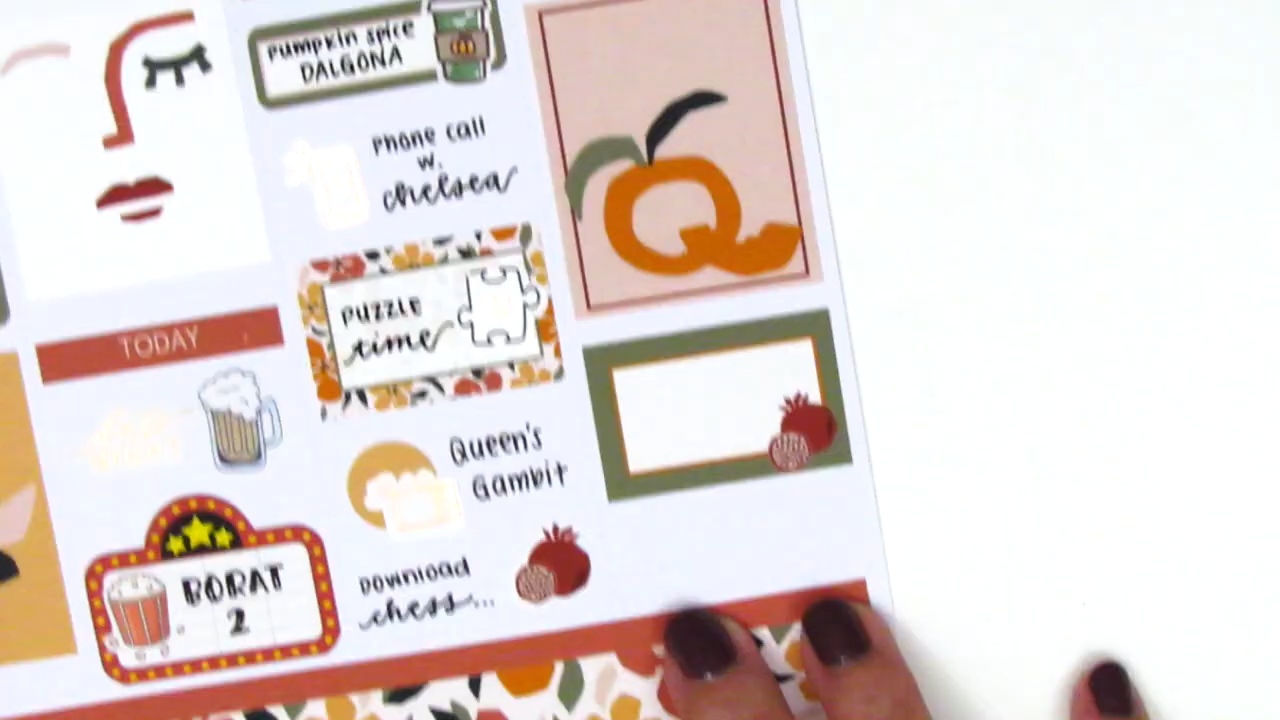 Pumpkin spice
DALGONA
Phone call
w.
chelsea
TODAY
PUZZLE
time
Queen's
Gambit
BORAT
2
Download
chess...